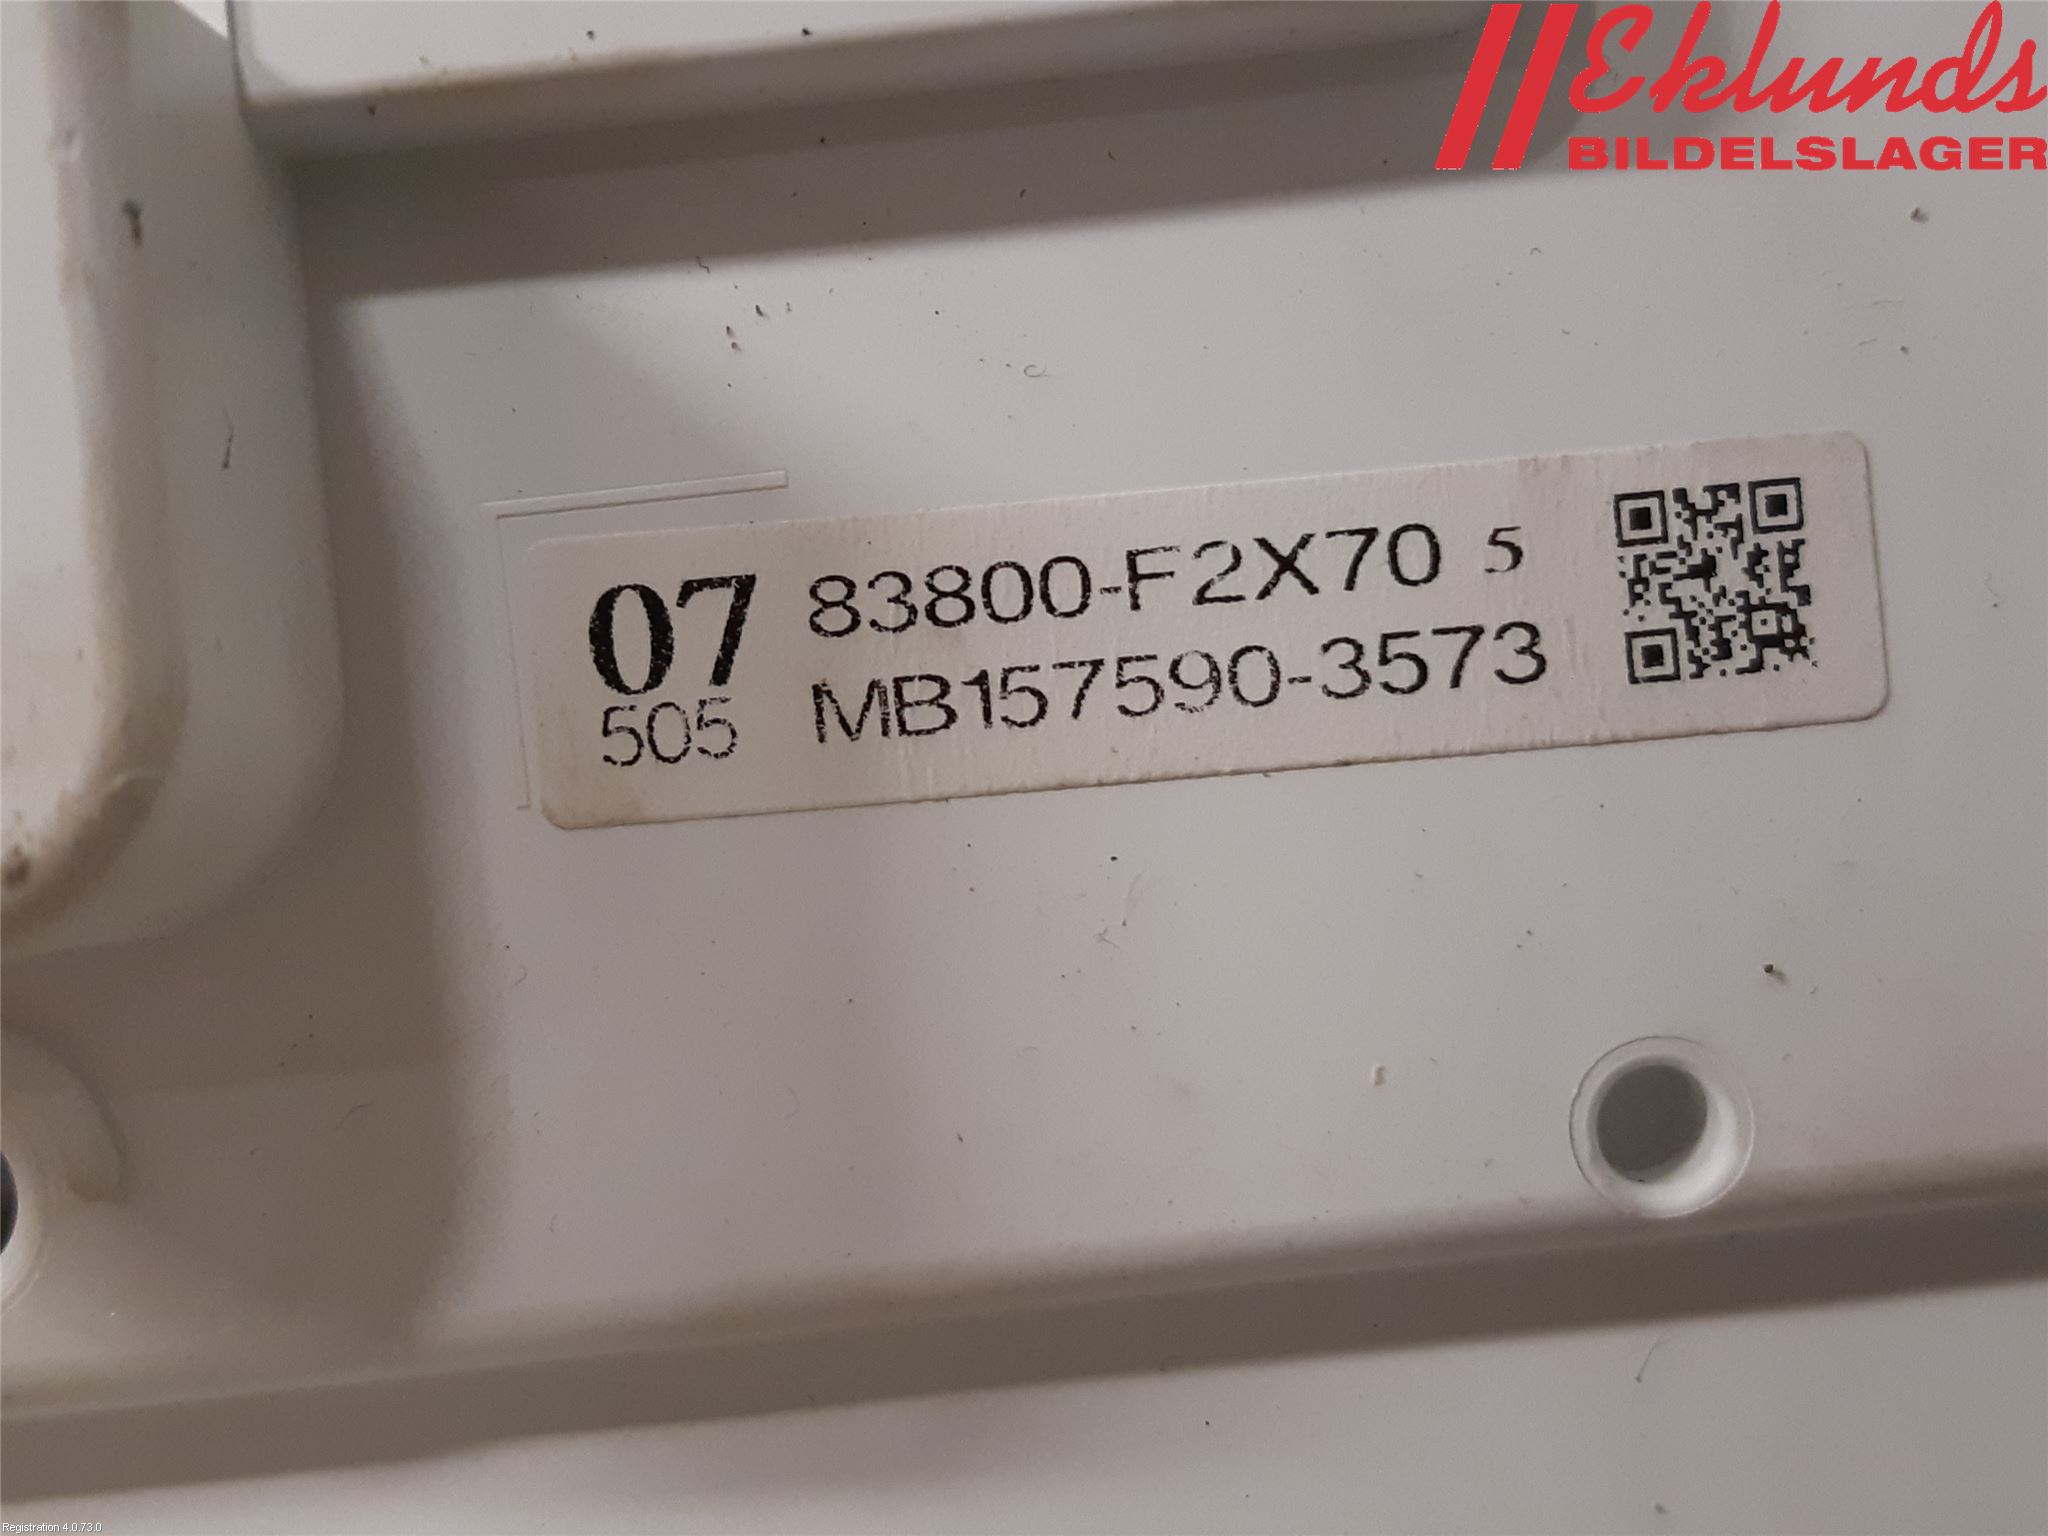 Eklunds
BILDELSLAGER
07 83800-F2X70 5
505 MB157590-3573
Registration 4.0.73.0